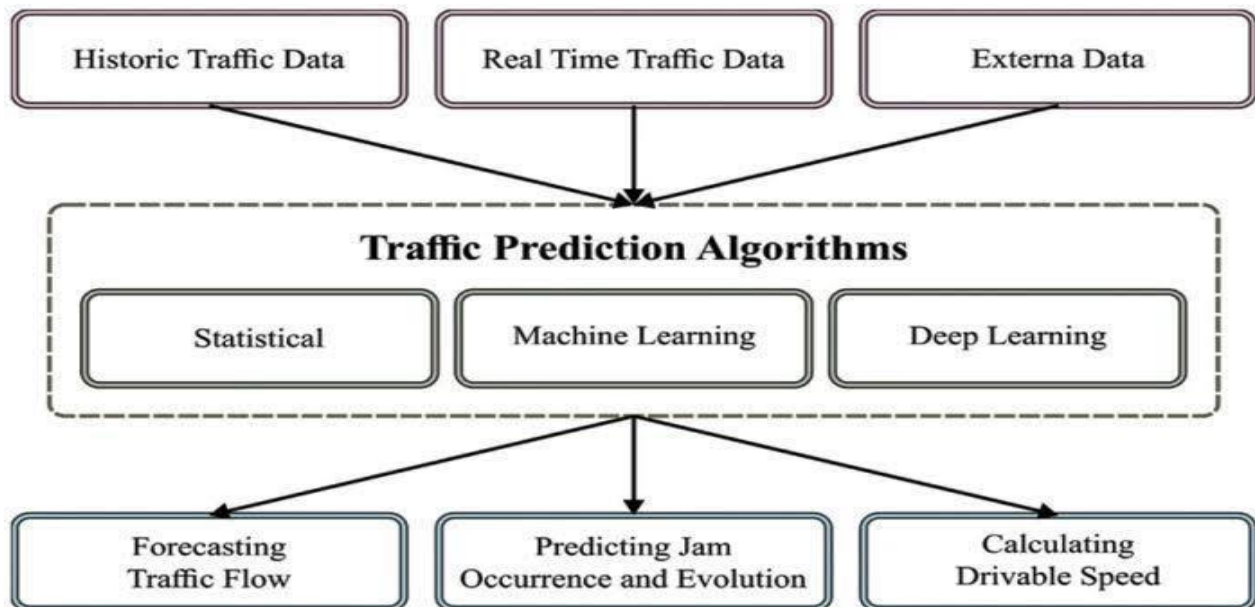 Historic Traffic Data
Real Time Traffic Data
Externa Data
Traffic Prediction Algorithms
Statistical
Machine Learning
Deep Learning
Forecasting
Traffic Flow
Predicting Jam
Occurrence and Evolution
Calculating
Drivable Speed